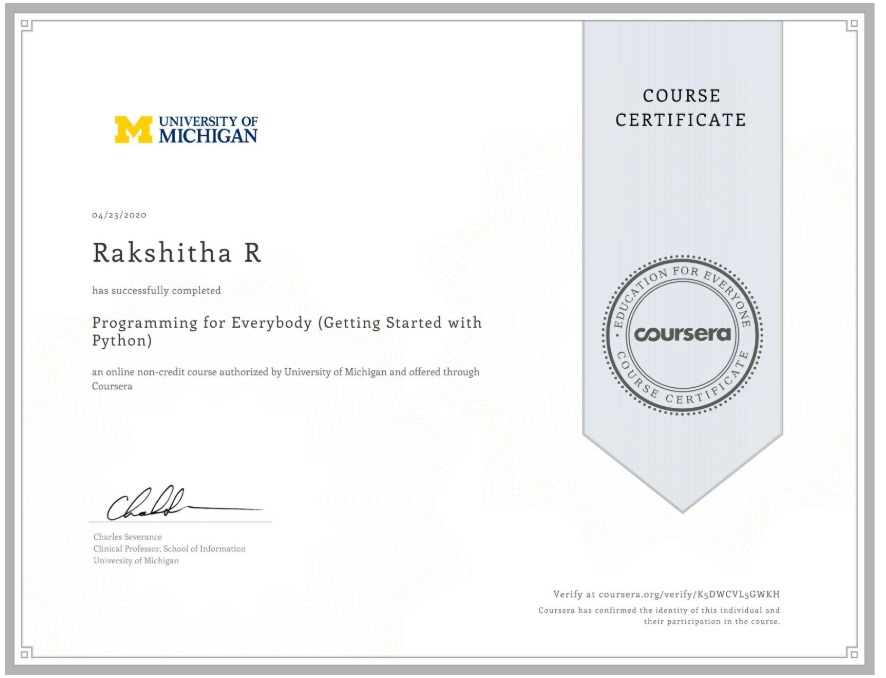 COURSE
CERTIFICATE
UNIVERSITY OF
MICHIGAN
04/23/2020
Rakshitha R
has successfully completed
Programming for Everybody (Getting Started with
Python)
an online non-credit course authorized by University of Michigan and offered through
Coursera
EDUCATION FOR EVERYONE
coursera
COURSE CERTIFICATE
Charles Severance
Clinical Professor, School of Information
University of Michigan
Verify at coursera.org/verify/K5DWCVL5GWKH
Coursera has confirmed the identity of this individual and
their participation in the course.